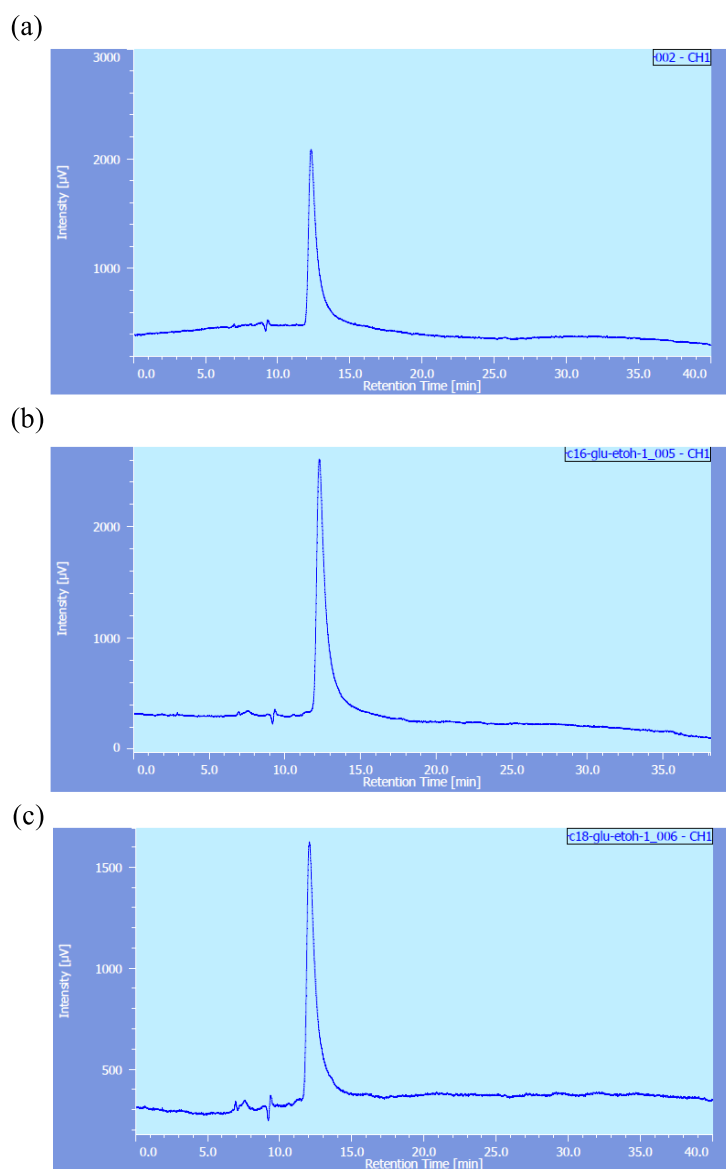 (a)
002 - CH1
3000
2000
1000
Intensity [µV]
0.0 5.0 10.0 15.0 20.0 25.0 30.0 35.0 40.0
Retention Time [min]
(b)
c16-glu-etoh-1_005 - CH1
2000
1000
0
Intensity [µV]
0.0 5.0 10.0 15.0 20.0 25.0 30.0 35.0
Retention Time [min]
(c)
c18-glu-etoh-1_006 - CH1
1500
1000
500
Intensity [µV]
0.0 5.0 10.0 15.0 20.0 25.0 30.0 35.0 40.0
Retention Time [min]